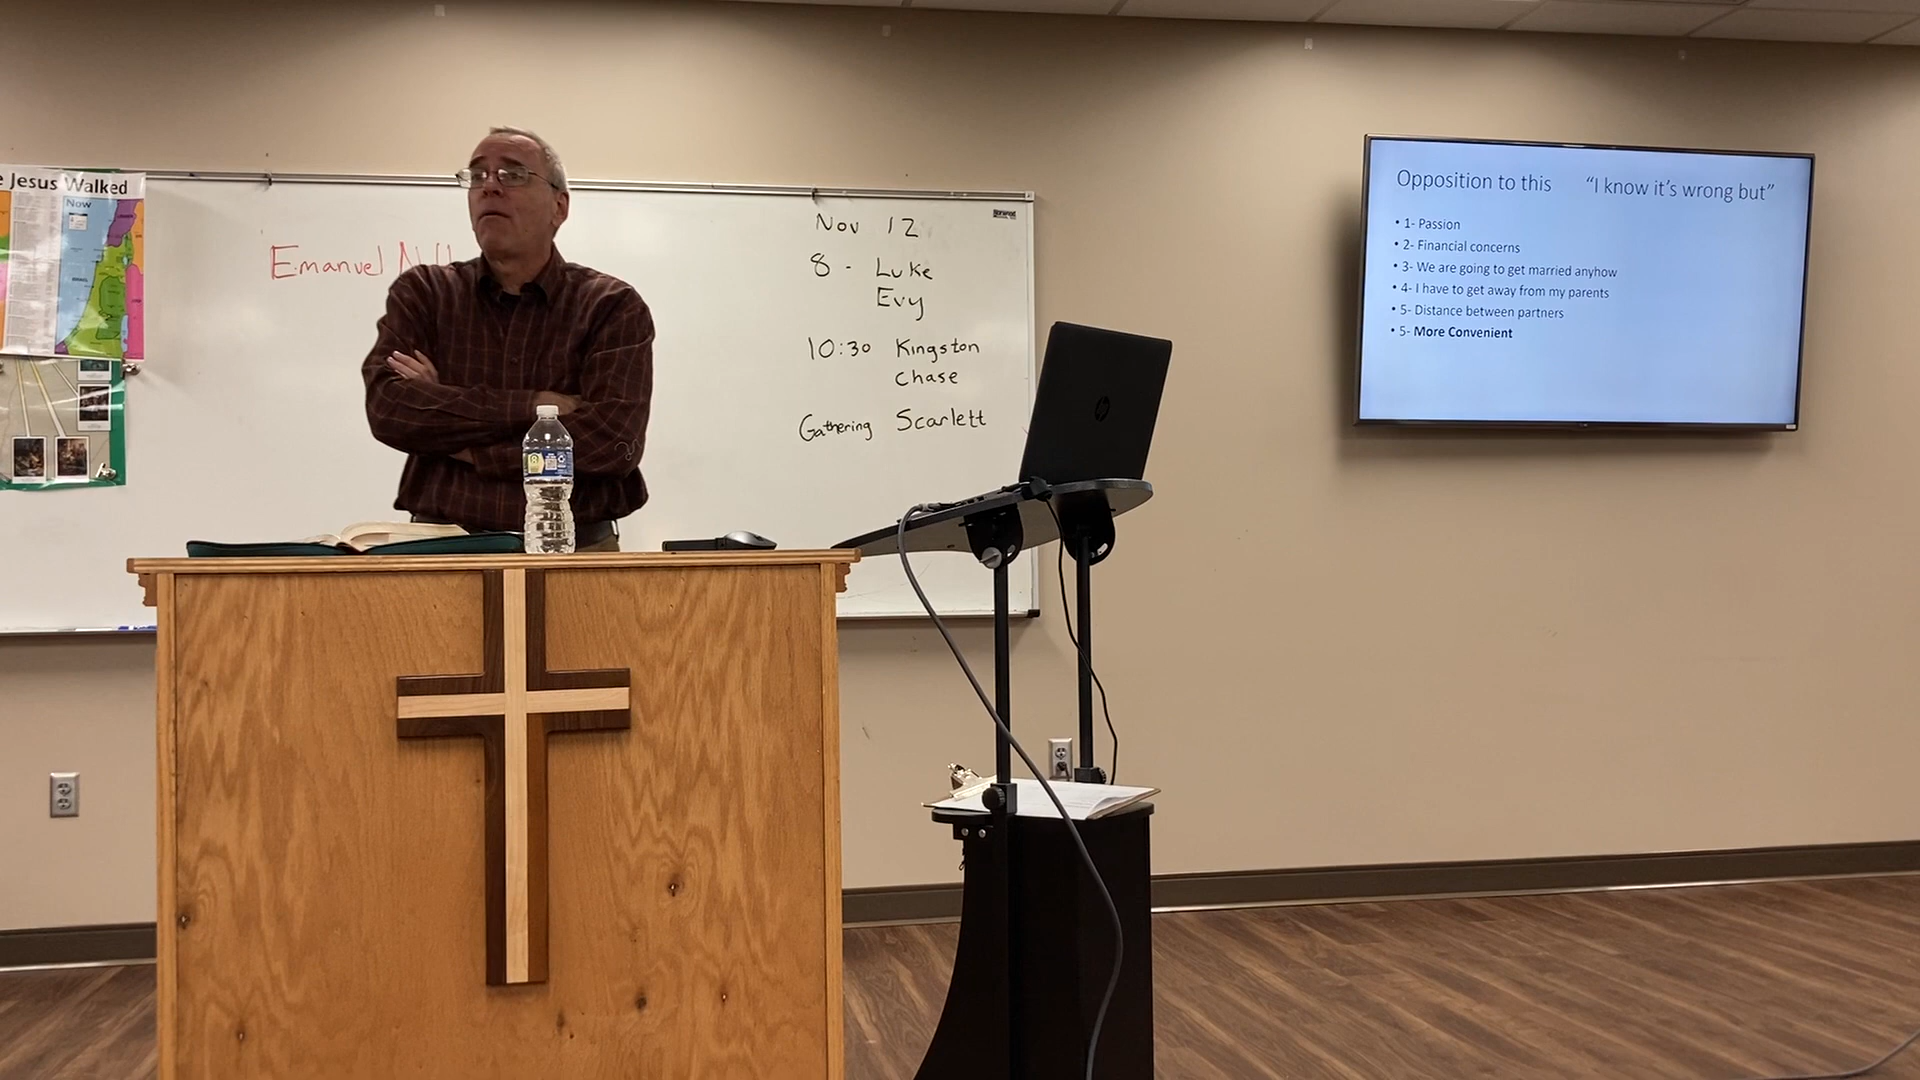 Jesus Walked
Now
Emanuel
Nov 12
8 - Luke
Evy
10:30 Kingston
Chase
Gathering Scarlett
Opposition to this "I know it's wrong but"
• 1- Passion
• 2- Financial concerns
• 3- We are going to get married anyhow
• 4- I have to get away from my parents
• 5- Distance between partners
• 5- More Convenient
hp